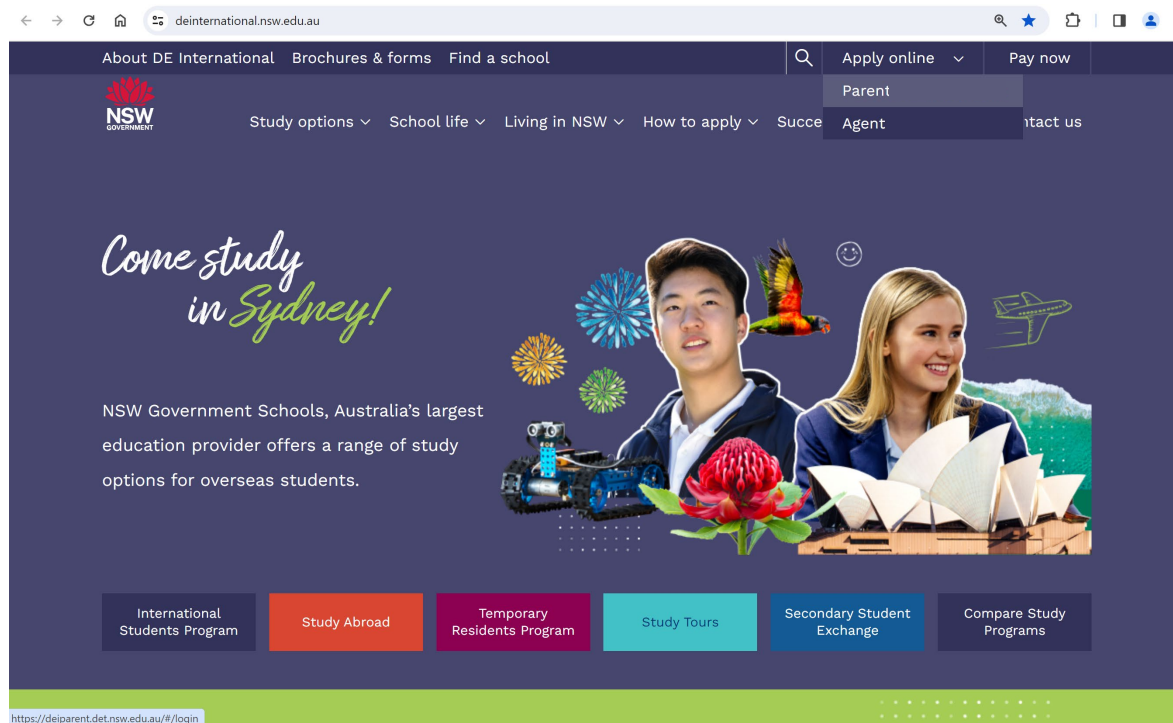 deinternational.nsw.edu.au
About DE International Brochures & forms Find a school Apply online Pay now
Parent
Agent
NSW
GOVERNMENT
Study options School life Living in NSW How to apply Succe ntact us
Come study
in Sydney!
NSW Government Schools, Australia’s largest
education provider offers a range of study
options for overseas students.
International
Students Program
Study Abroad
Temporary
Residents Program
Study Tours
Secondary Student
Exchange
Compare Study
Programs
https://deiparent.det.nsw.edu.au/#/login